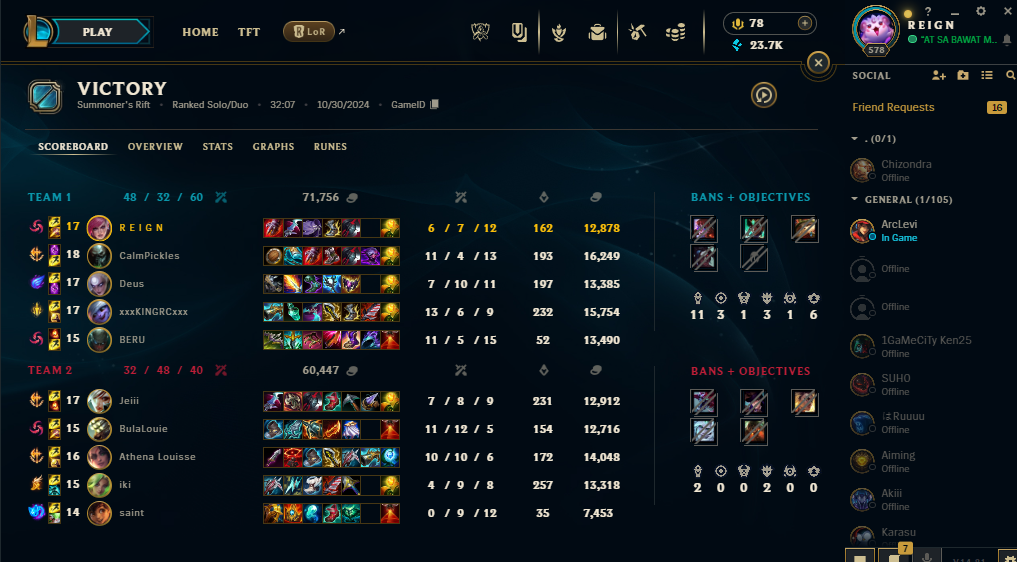 PLAY
HOME
TFT
LoR
78
23.7K
578
REIGN
"AT SA BAWAT M..
VICTORY
Summoner's Rift • Ranked Solo/Duo • 32:07 • 10/30/2024 • GameID
SCOREBOARD OVERVIEW STATS GRAPHS RUNES
TEAM 1 48 / 32 / 60 71,756
17 REIGN 6 / 7 / 12 162 12,878
18 CalmPickles 11 / 4 / 13 193 16,249
17 Deus 7 / 10 / 11 197 13,385
17 xxxKINGRCxxx 13 / 6 / 9 232 15,754
15 BERU 11 / 5 / 15 52 13,490
TEAM 2 32 / 48 / 40 60,447
17 Jeiii 7 / 8 / 9 231 12,912
15 BulaLouie 11 / 12 / 5 154 12,716
16 Athena Louisse 10 / 10 / 6 172 14,048
15 iki 4 / 9 / 8 257 13,318
14 saint 0 / 9 / 12 35 7,453
BANS + OBJECTIVES
11 3 1 3 1 6
BANS + OBJECTIVES
2 0 0 2 0 0
SOCIAL
Friend Requests 16
. (0/1)
Chizondra
Offline
GENERAL (1/105)
ArcLevi
In Game
Offline
Offline
1GaMeCiTy Ken25
Offline
SUHO
Offline
はRuuuu
Offline
Aiming
Offline
Akiii
Offline
Karasu
Offline
7